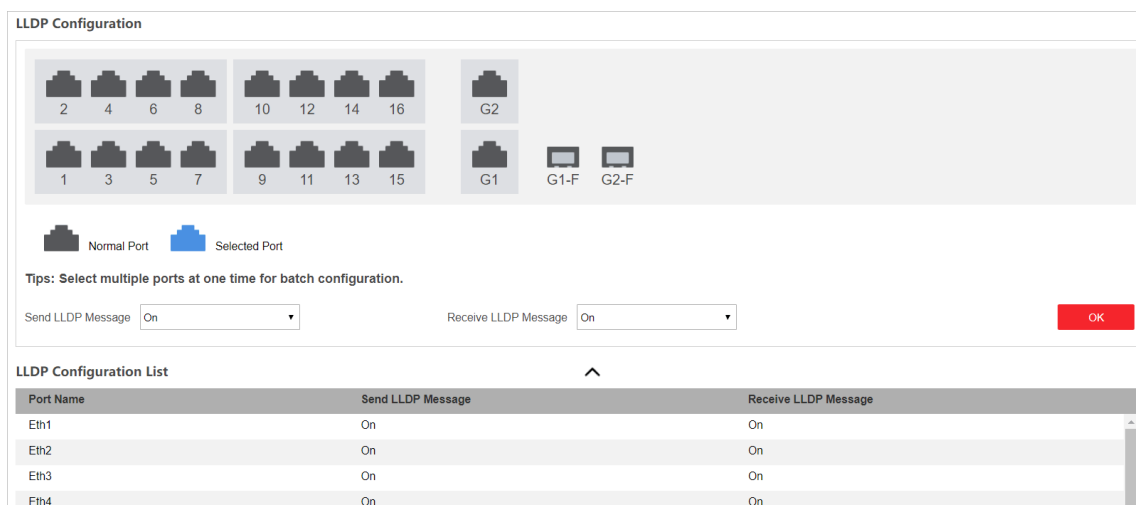 LLDP Configuration
2 4 6 8 10 12 14 16 G2
1 3 5 7 9 11 13 15 G1 G1-F G2-F
Normal Port Selected Port
Tips: Select multiple ports at one time for batch configuration.
Send LLDP Message On Receive LLDP Message On OK
LLDP Configuration List
Port Name Send LLDP Message Receive LLDP Message
Eth1 On On
Eth2 On On
Eth3 On On
Eth4 On On